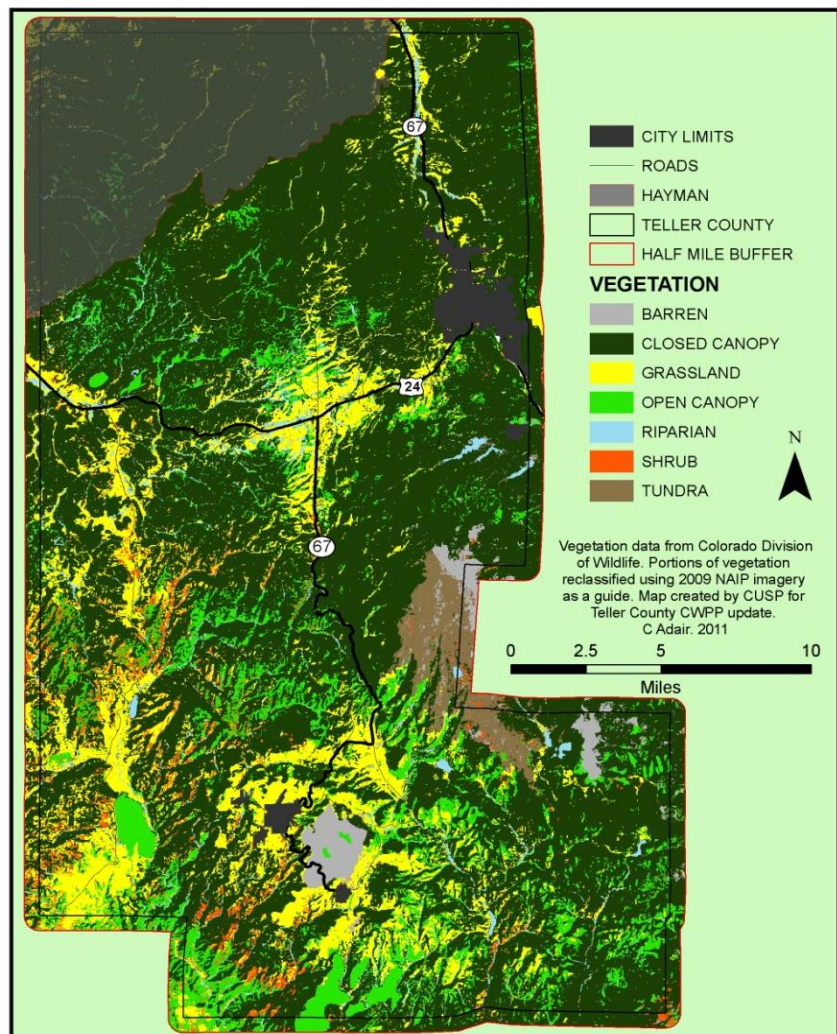 67
CITY LIMITS
ROADS
HAYMAN
TELLER COUNTY
HALF MILE BUFFER
VEGETATION
BARREN
CLOSED CANOPY
GRASSLAND
OPEN CANOPY
RIPARIAN
SHRUB
TUNDRA
N
24
67
Vegetation data from Colorado Division
of Wildlife. Portions of vegetation
reclassified using 2009 NAIP imagery
as a guide. Map created by CUSP for
Teller County CWPP update.
C Adair. 2011
0 2.5 5 10
Miles